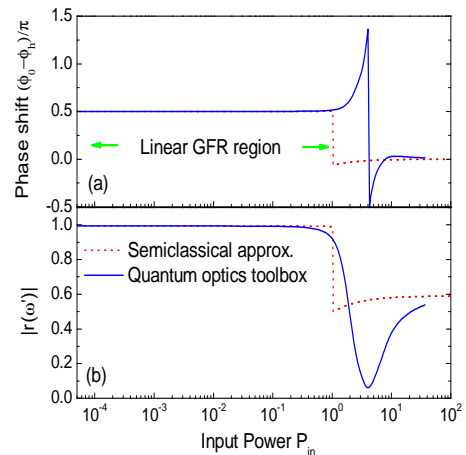 Phase shift (ϕ₀−ϕₕ)/π
1.5
1.0
0.5
0.0
-0.5
Linear GFR region
(a)
|r(ω')|
1.0
0.8
0.6
0.4
0.2
0.0
Semiclassical approx.
Quantum optics toolbox
(b)
10⁻⁴ 10⁻³ 10⁻² 10⁻¹ 10⁰ 10¹ 10²
Input Power Pᵢₙ